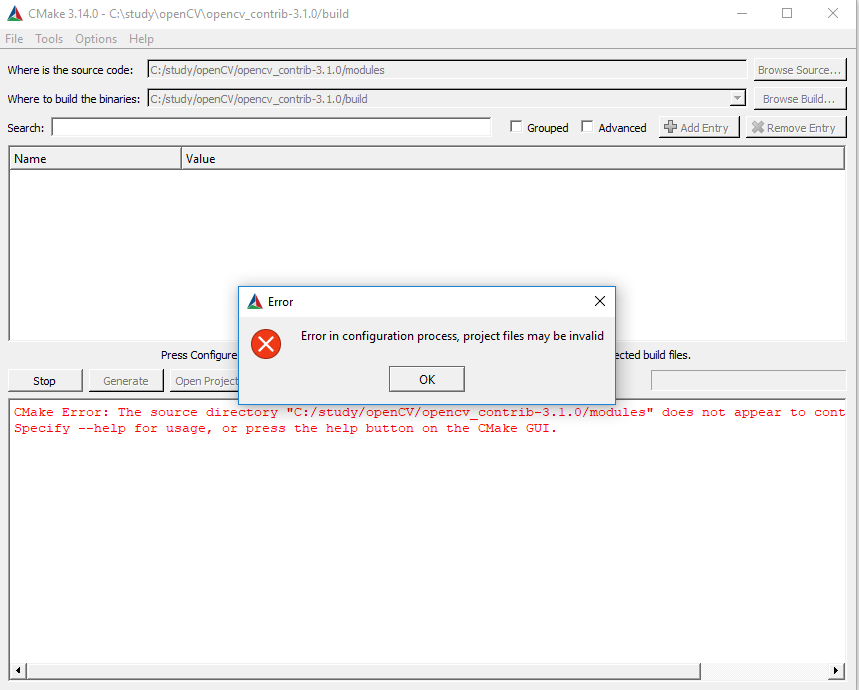 CMake 3.14.0 - C:\study\openCV\opencv_contrib-3.1.0/build
File Tools Options Help
Where is the source code: C:/study/openCV/opencv_contrib-3.1.0/modules Browse Source...
Where to build the binaries: C:/study/openCV/opencv_contrib-3.1.0/build Browse Build...
Search: Grouped Advanced Add Entry Remove Entry
Name Value
Error
Error in configuration process, project files may be invalid
OK
Press Configure ected build files.
Stop Generate Open Project
CMake Error: The source directory "C:/study/openCV/opencv_contrib-3.1.0/modules" does not appear to cont
Specify --help for usage, or press the help button on the CMake GUI.